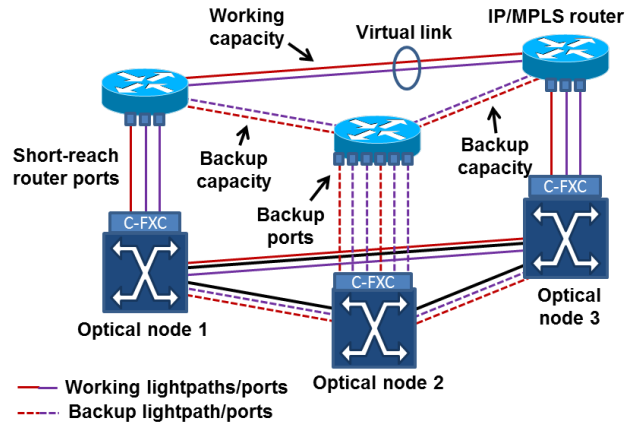 Working
capacity
Virtual link
IP/MPLS router
Short-reach
router ports
Backup
capacity
Backup
ports
Backup
capacity
C-FXC
C-FXC
C-FXC
Optical node 1
Optical node 2
Optical
node 3
Working lightpaths/ports
Backup lightpath/ports